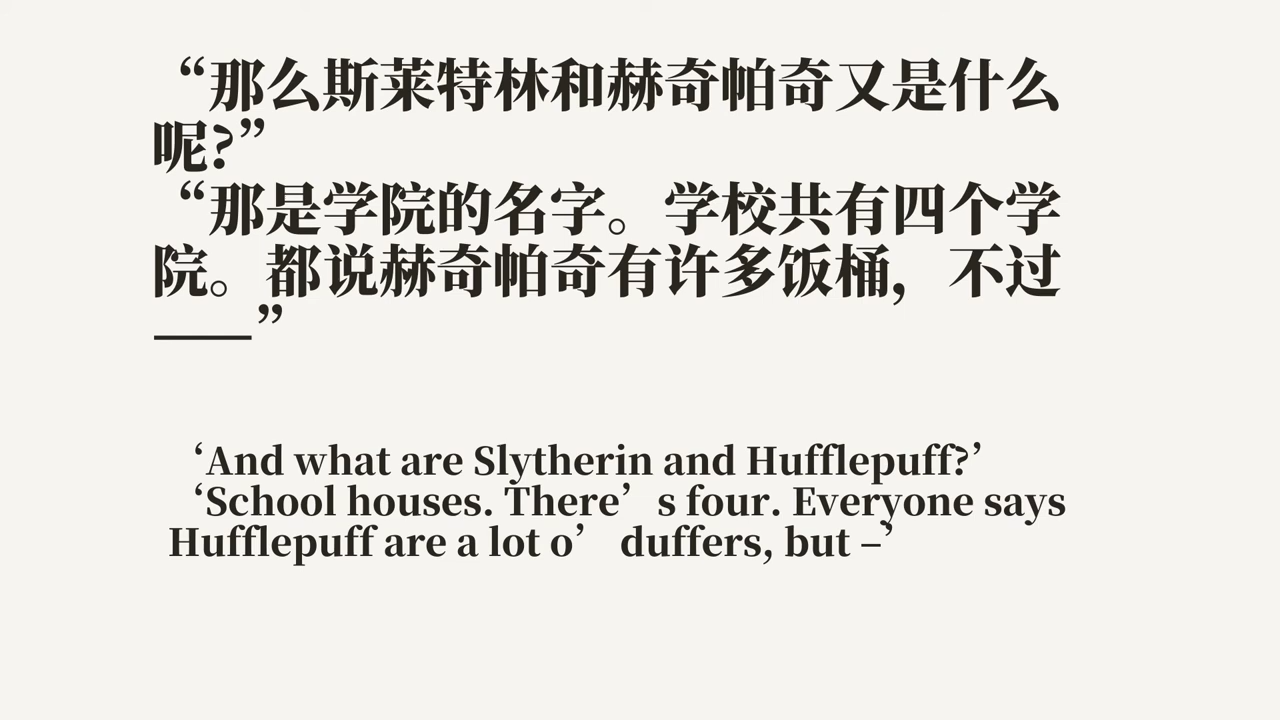 “那么斯莱特林和赫奇帕奇又是什么
呢?”
“那是学院的名字。学校共有四个学
院。都说赫奇帕奇有许多饭桶，不过
——”
‘And what are Slytherin and Hufflepuff?’
‘School houses. There’s four. Everyone says
Hufflepuff are a lot o’ duffers, but –’